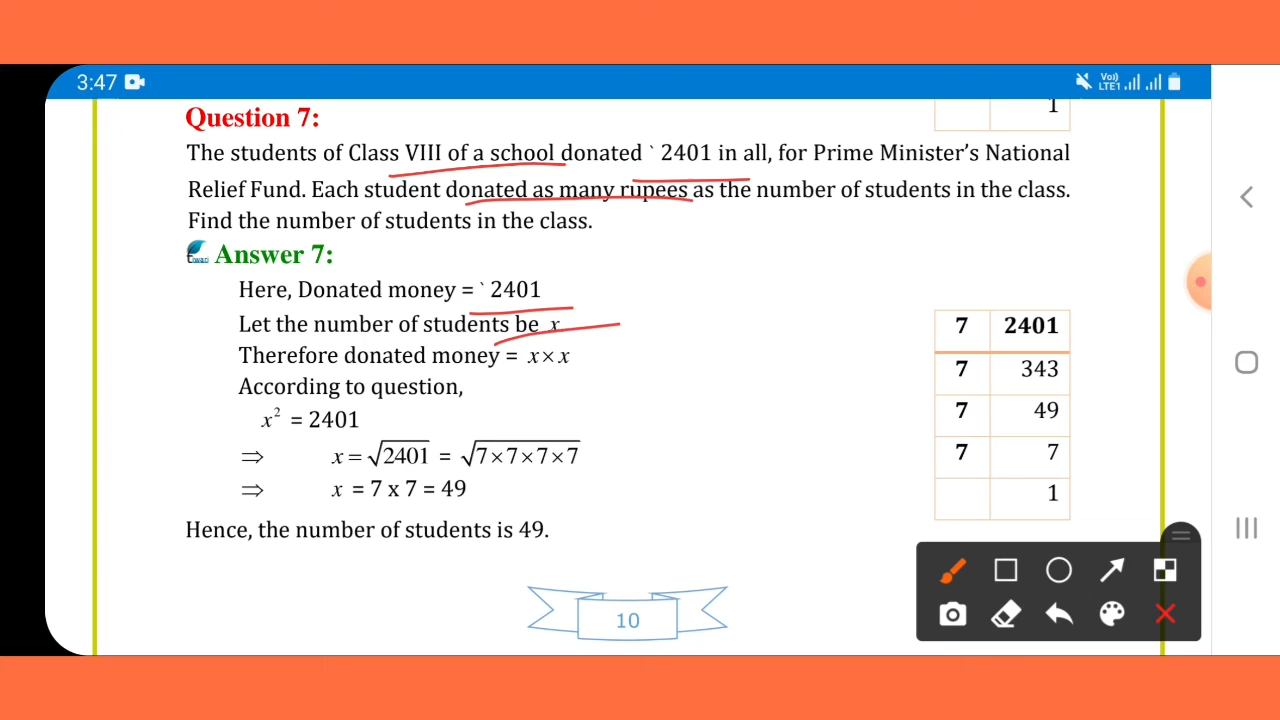 3:47
Vo))
LTE1
1
Question 7:
The students of Class VIII of a school donated ` 2401 in all, for Prime Minister’s National
Relief Fund. Each student donated as many rupees as the number of students in the class.
Find the number of students in the class.
Answer 7:
Here, Donated money = ` 2401
Let the number of students be x
Therefore donated money = x × x
According to question,
x² = 2401
⇒ x = √2401 = √7 × 7 × 7 × 7
⇒ x = 7 x 7 = 49
Hence, the number of students is 49.
7 2401
7 343
7 49
7 7
1
10